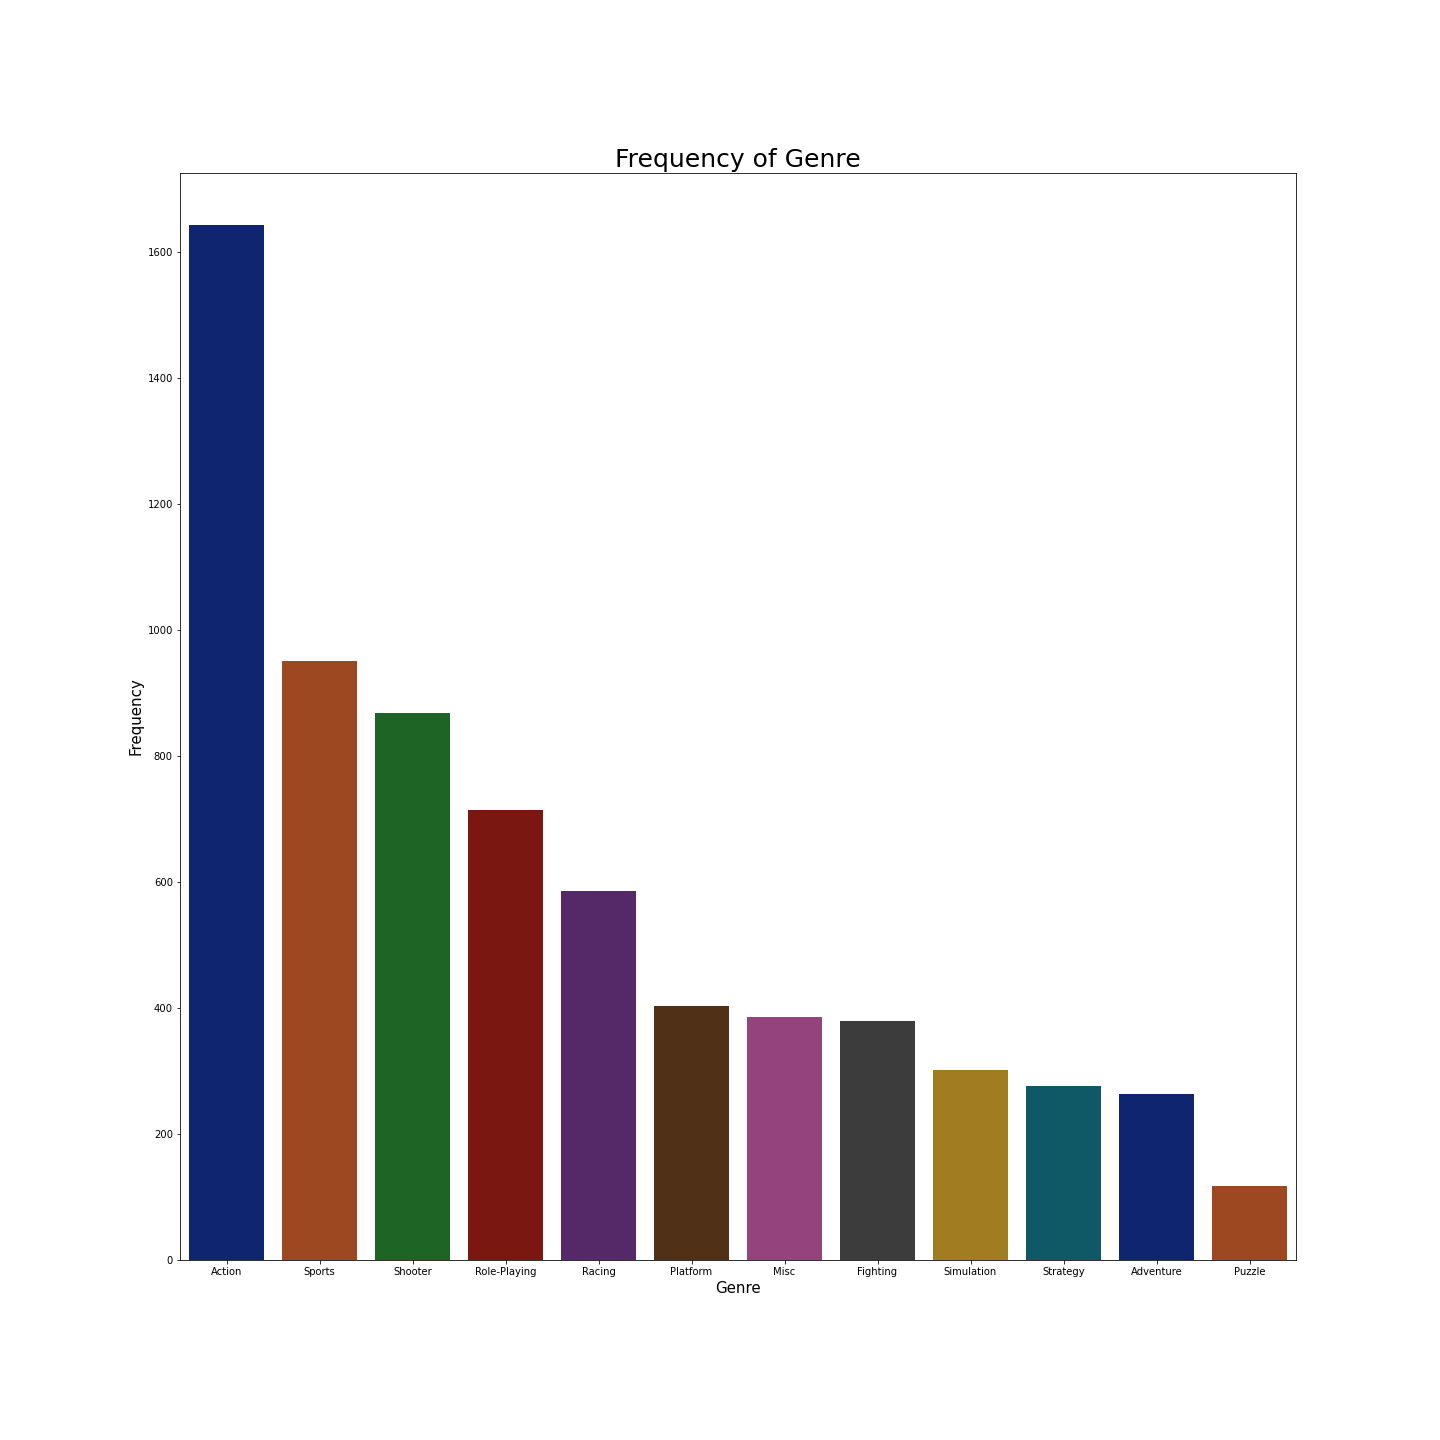 Frequency of Genre
1600
1400
1200
1000
800
600
400
200
0
Frequency
Action Sports Shooter Role-Playing Racing Platform Misc Fighting Simulation Strategy Adventure Puzzle
Genre